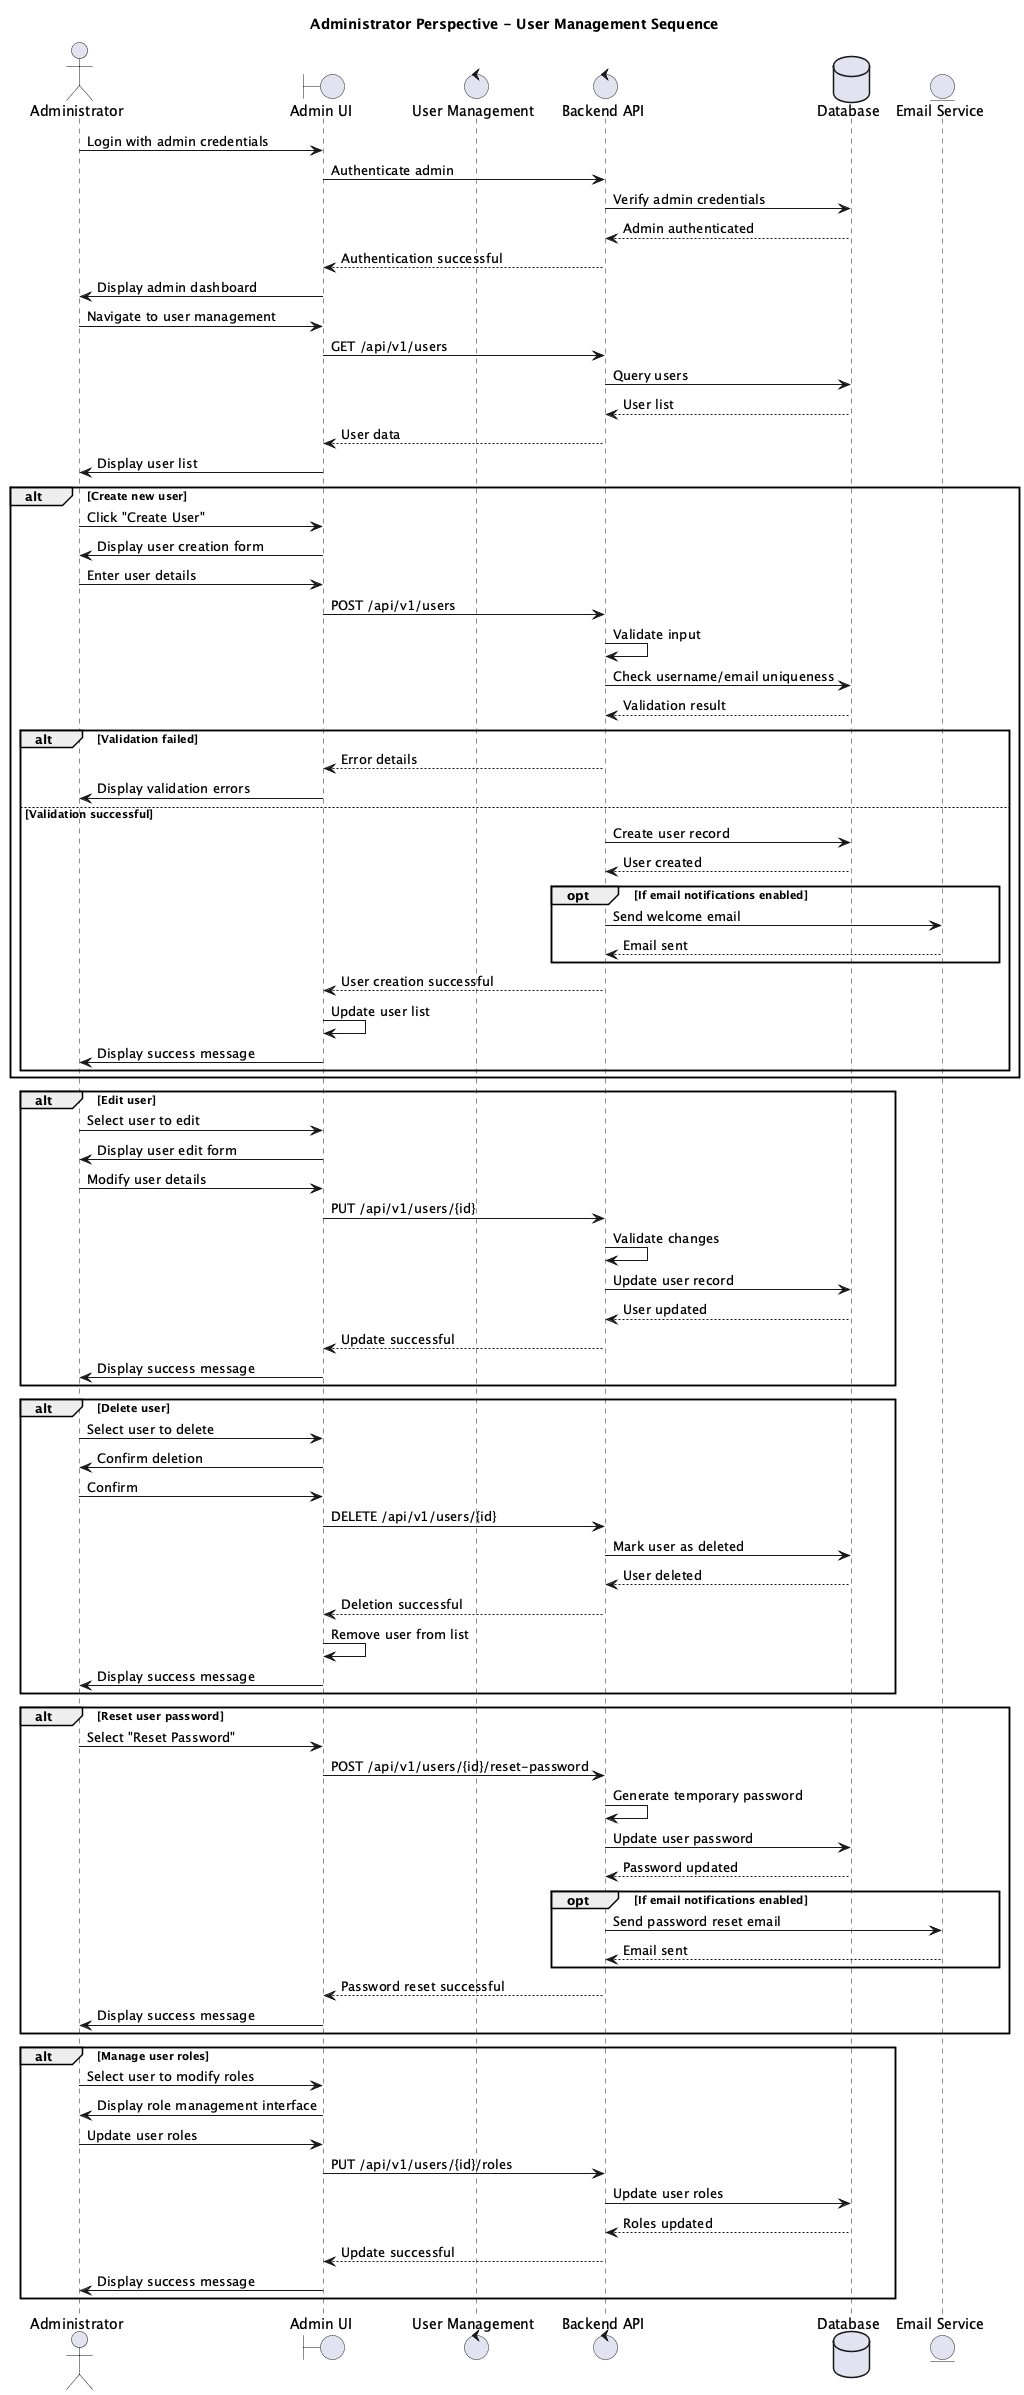 Administrator Perspective - User Management Sequence
Administrator
Admin UI
User Management
Backend API
Database
Email Service
Login with admin credentials
Authenticate admin
Verify admin credentials
Admin authenticated
Authentication successful
Display admin dashboard
Navigate to user management
GET /api/v1/users
Query users
User list
User data
Display user list
alt
[Create new user]
Click "Create User"
Display user creation form
Enter user details
POST /api/v1/users
Validate input
Check username/email uniqueness
Validation result
alt
[Validation failed]
Error details
Display validation errors
[Validation successful]
Create user record
User created
opt
[If email notifications enabled]
Send welcome email
Email sent
User creation successful
Update user list
Display success message
alt
[Edit user]
Select user to edit
Display user edit form
Modify user details
PUT /api/v1/users/{id}
Validate changes
Update user record
User updated
Update successful
Display success message
alt
[Delete user]
Select user to delete
Confirm deletion
Confirm
DELETE /api/v1/users/{id}
Mark user as deleted
User deleted
Deletion successful
Remove user from list
Display success message
alt
[Reset user password]
Select "Reset Password"
POST /api/v1/users/{id}/reset-password
Generate temporary password
Update user password
Password updated
opt
[If email notifications enabled]
Send password reset email
Email sent
Password reset successful
Display success message
alt
[Manage user roles]
Select user to modify roles
Display role management interface
Update user roles
PUT /api/v1/users/{id}/roles
Update user roles
Roles updated
Update successful
Display success message
Administrator
Admin UI
User Management
Backend API
Database
Email Service